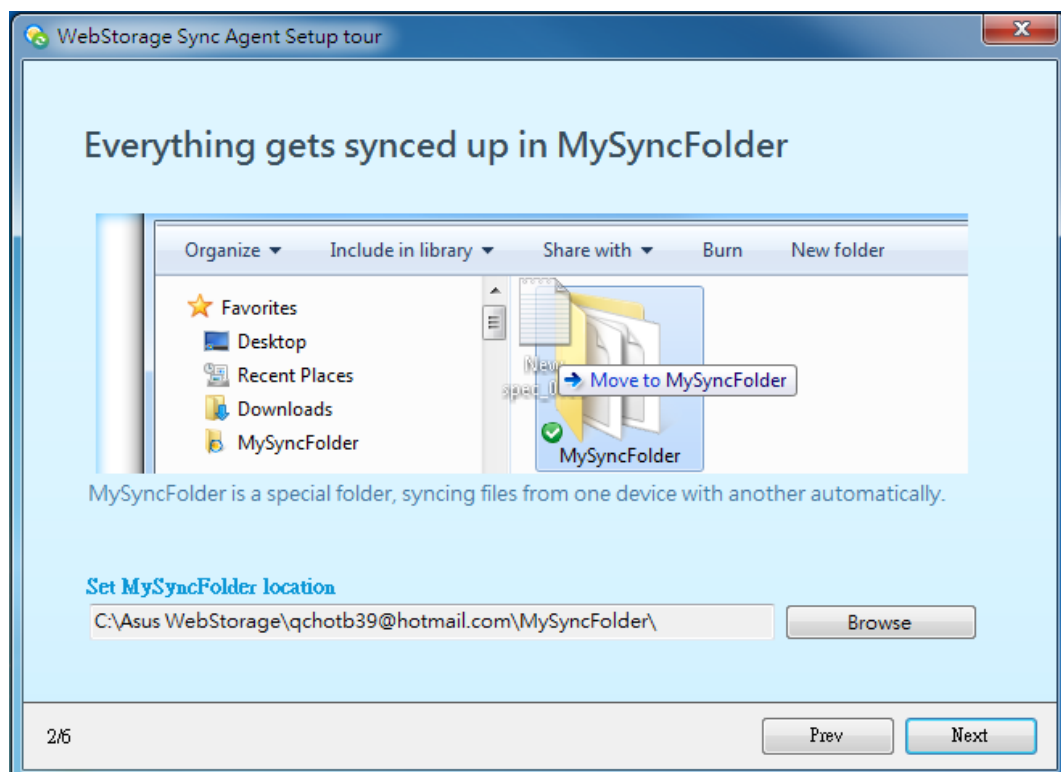 WebStorage Sync Agent Setup tour
Everything gets synced up in MySyncFolder
Organize Include in library Share with Burn New folder
Favorites
Desktop
Recent Places
Downloads
MySyncFolder
New
Move to MySyncFolder
MySyncFolder
MySyncFolder is a special folder, syncing files from one device with another automatically.
Set MySyncFolder location
C:\Asus WebStorage\qchotb39@hotmail.com\MySyncFolder\
Browse
2/6
Prev Next